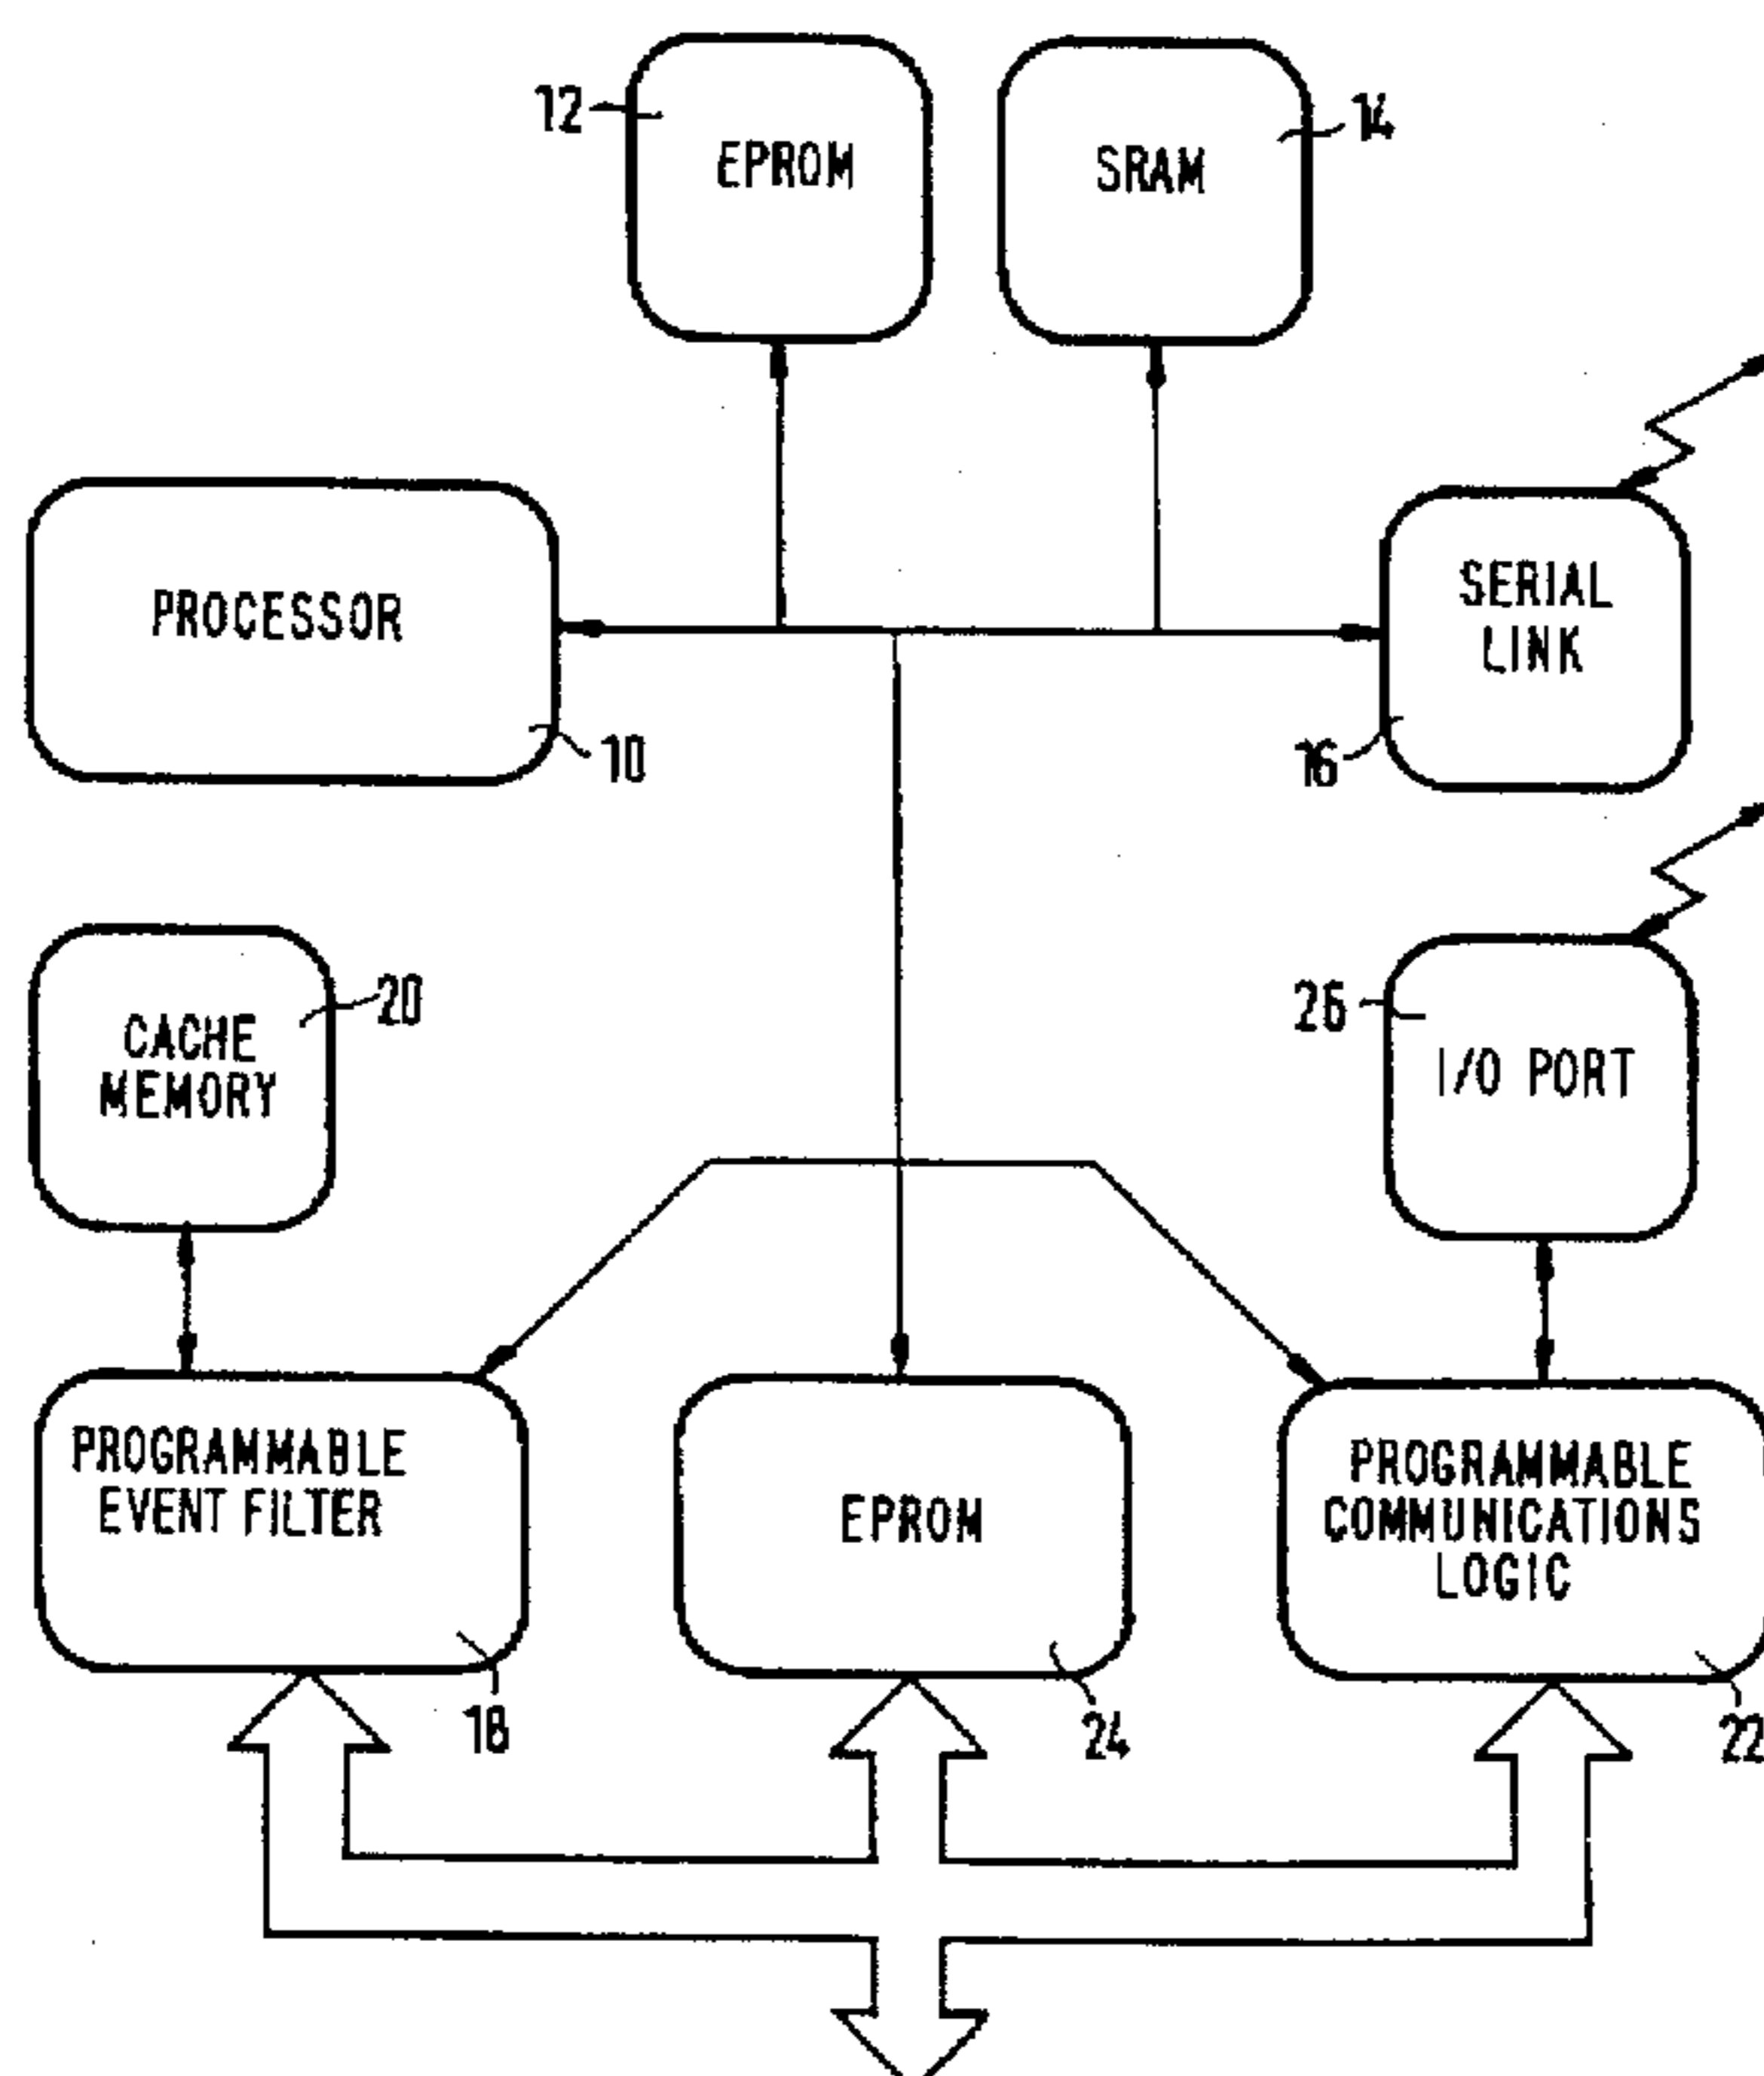 12
EPROM
14
SRAM
PROCESSOR
10
SERIAL
LINK
16
20
CACHE
MEMORY
26
I/O PORT
PROGRAMMABLE
EVENT FILTER
18
EPROM
24
PROGRAMMABLE
COMMUNICATIONS
LOGIC
22